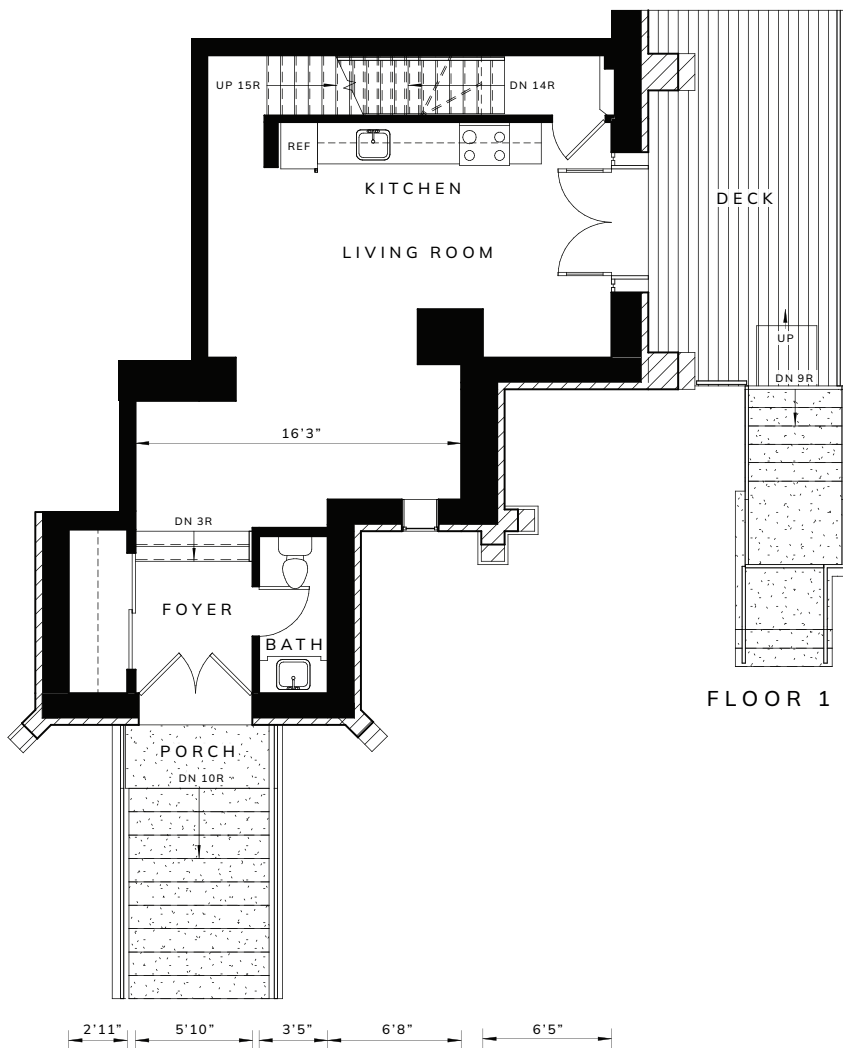 UP 15R
DN 14R
REF
KITCHEN
DECK
LIVING ROOM
UP
DN 9R
16'3"
DN 3R
FOYER
BATH
FLOOR 1
PORCH
DN 10R
2'11"
5'10"
3'5"
6'8"
6'5"